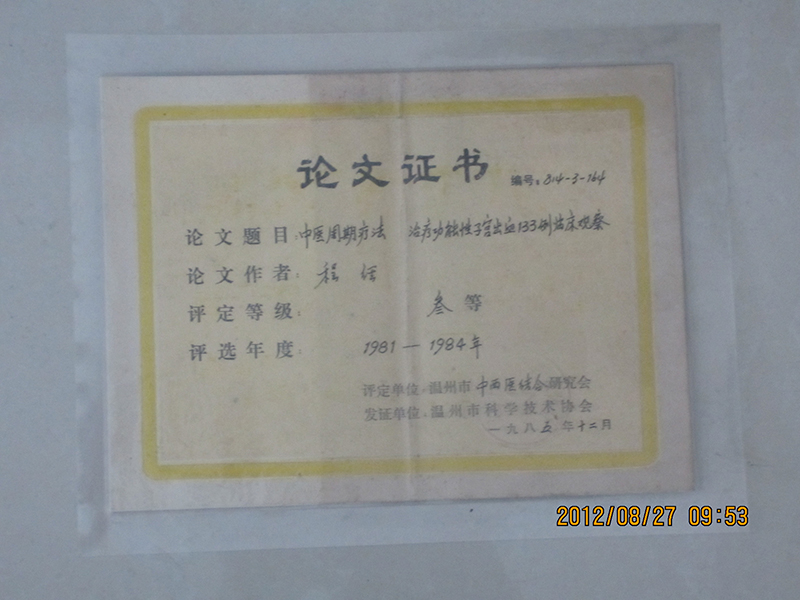 论文证书 编号:814-3-164
论文题目:中医周期疗法 治疗功能性子宫出血133例临床观察
论文作者:程
评定等级: 叁等
评选年度: 1981—1984年
评定单位:温州市中西医结合研究会
发证单位:温州市科学技术协会
一九八五年十二月
2012/08/27 09:53